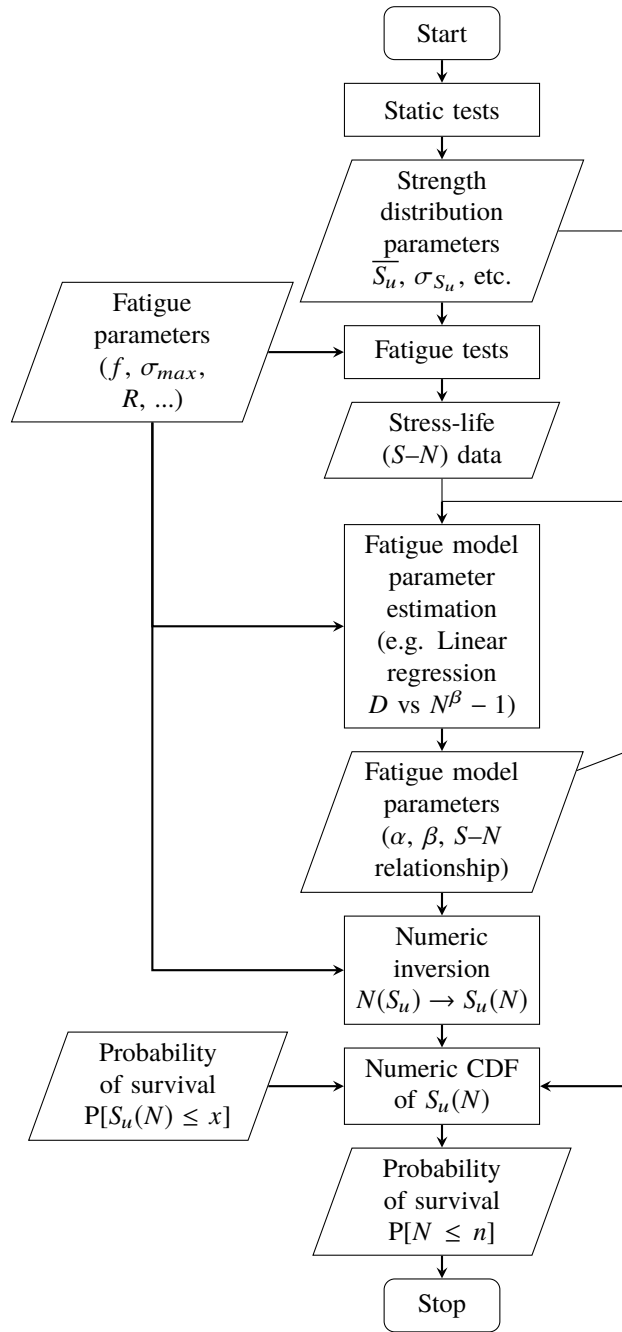 Start
Static tests
Strength
distribution
parameters
$\overline{S_u}$, $\sigma_{S_u}$, etc.
Fatigue
parameters
($f$, $\sigma_{max}$,
$R$, ...)
Fatigue tests
Stress-life
($S$–$N$) data
Fatigue model
parameter
estimation
(e.g. Linear
regression
$D$ vs $N^{\beta} - 1$)
Fatigue model
parameters
($\alpha$, $\beta$, $S$–$N$
relationship)
Numeric
inversion
$N(S_u) \rightarrow S_u(N)$
Probability
of survival
P[$S_u(N) \leq x$]
Numeric CDF
of $S_u(N)$
Probability
of survival
P[$N \leq n$]
Stop